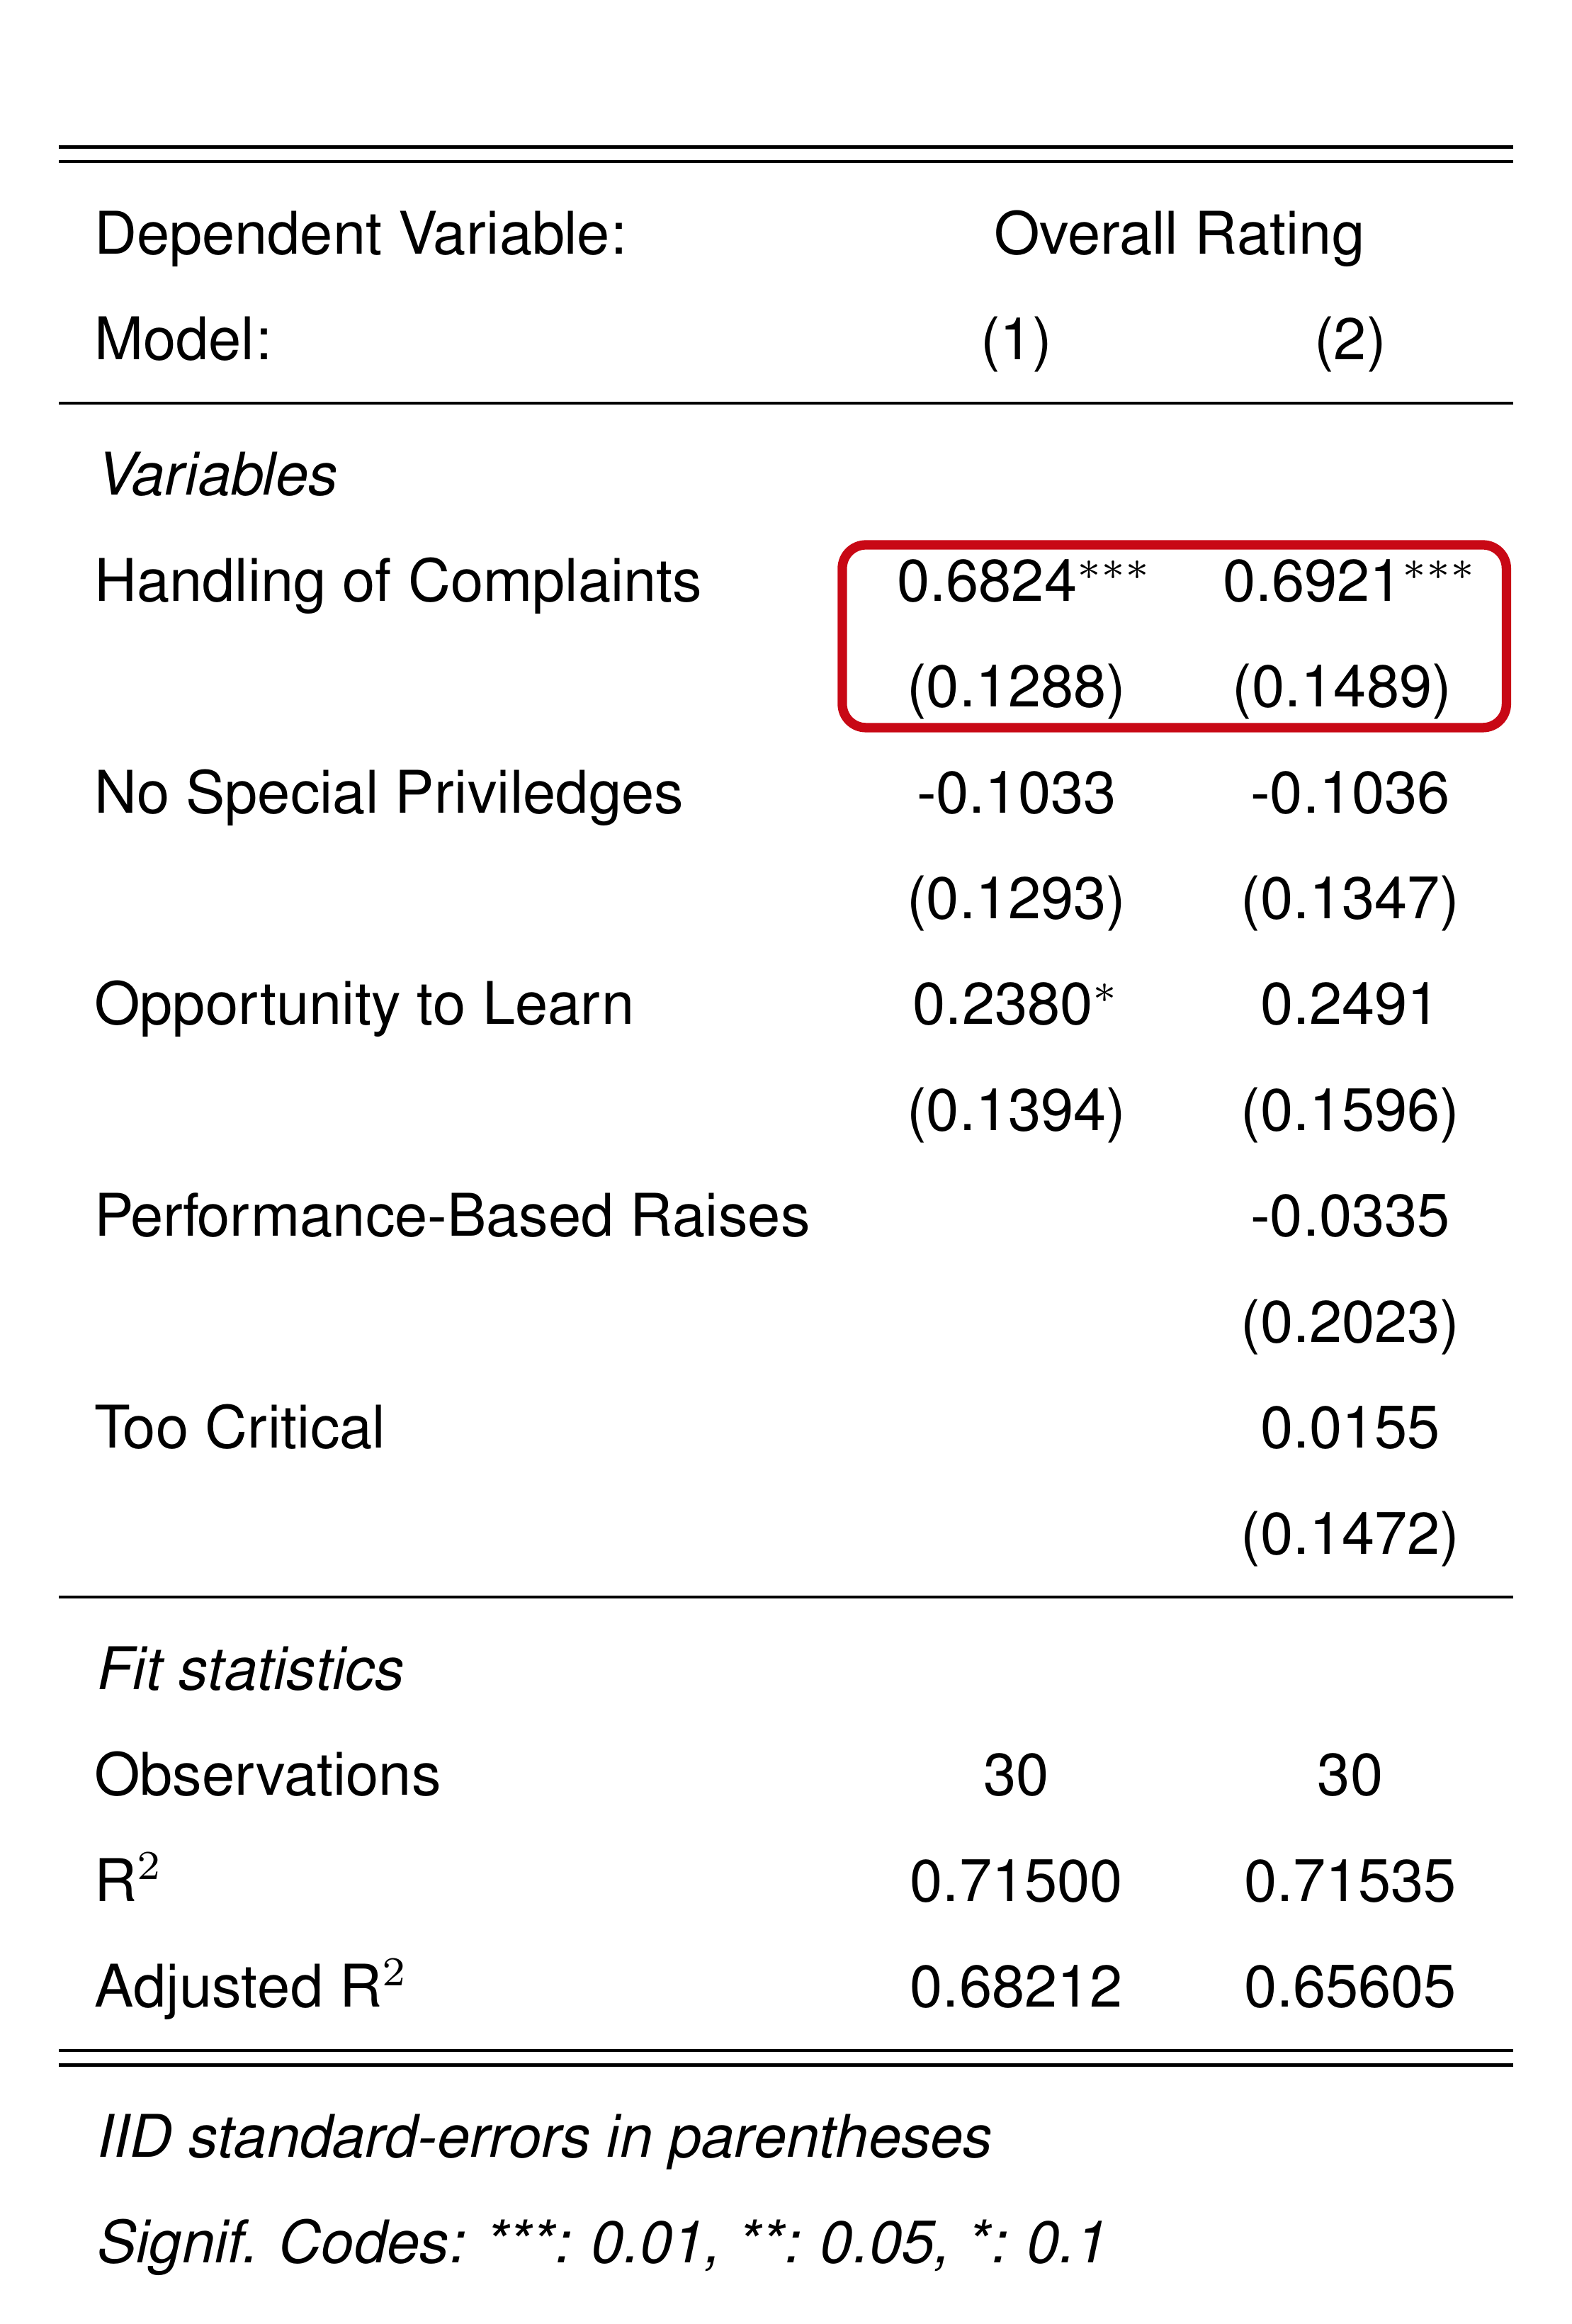 Dependent Variable: Overall Rating
Model: (1) (2)
Variables
Handling of Complaints 0.6824*** 0.6921***
(0.1288) (0.1489)
No Special Priviledges -0.1033 -0.1036
(0.1293) (0.1347)
Opportunity to Learn 0.2380* 0.2491
(0.1394) (0.1596)
Performance-Based Raises -0.0335
(0.2023)
Too Critical 0.0155
(0.1472)
Fit statistics
Observations 30 30
R² 0.71500 0.71535
Adjusted R² 0.68212 0.65605
IID standard-errors in parentheses
Signif. Codes: ***: 0.01, **: 0.05, *: 0.1